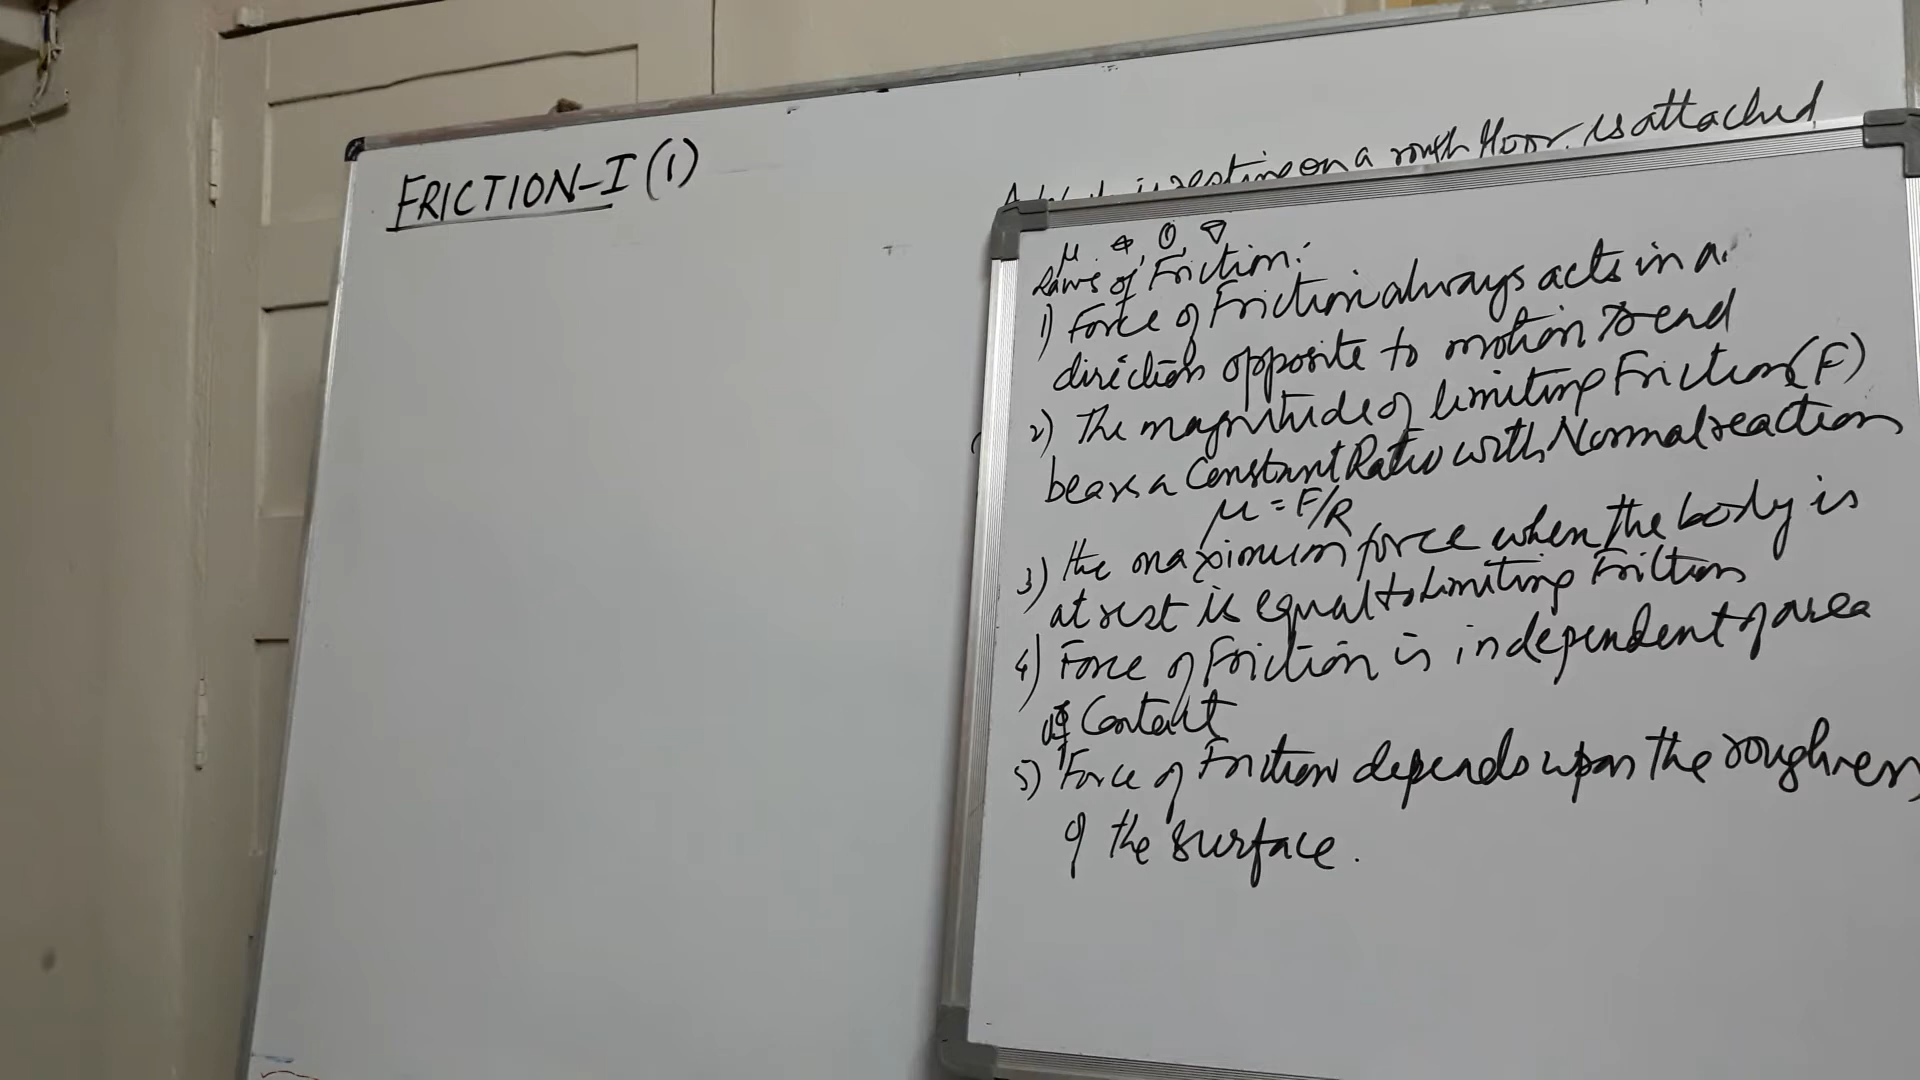 FRICTION-I (1)
is resting on a rough floor. is attached
μ φ, θ,
Laws of Friction:
1) Force of Friction always acts in a
direction opposite to motion
2) The magnitude of limiting Friction (F)
bears a Constant Ratio with Normal reaction
μ = F/R
3) the maximum force when the body is
at rest is equal to Limiting Friction
4) Force of Friction is independent of area
of Contact
5) Force of Friction depends upon the roughness
of the surface.